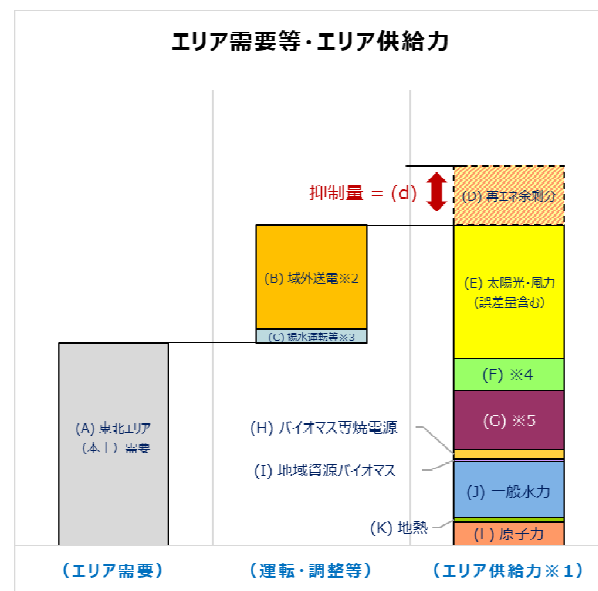 エリア需要等・エリア供給力
抑制量 = (d)
(D) 再エネ余剰分
(B) 域外送電※2
(E) 太陽光・風力
(誤差量含む)
(C) 揚水運転等※3
(F) ※4
(A) 東北エリア
(本土) 需要
(G) ※5
(H) バイオマス専焼電源
(I) 地域資源バイオマス
(J) 一般水力
(K) 地熱
(L) 原子力
(エリア需要)
(運転・調整等)
(エリア供給力※1)